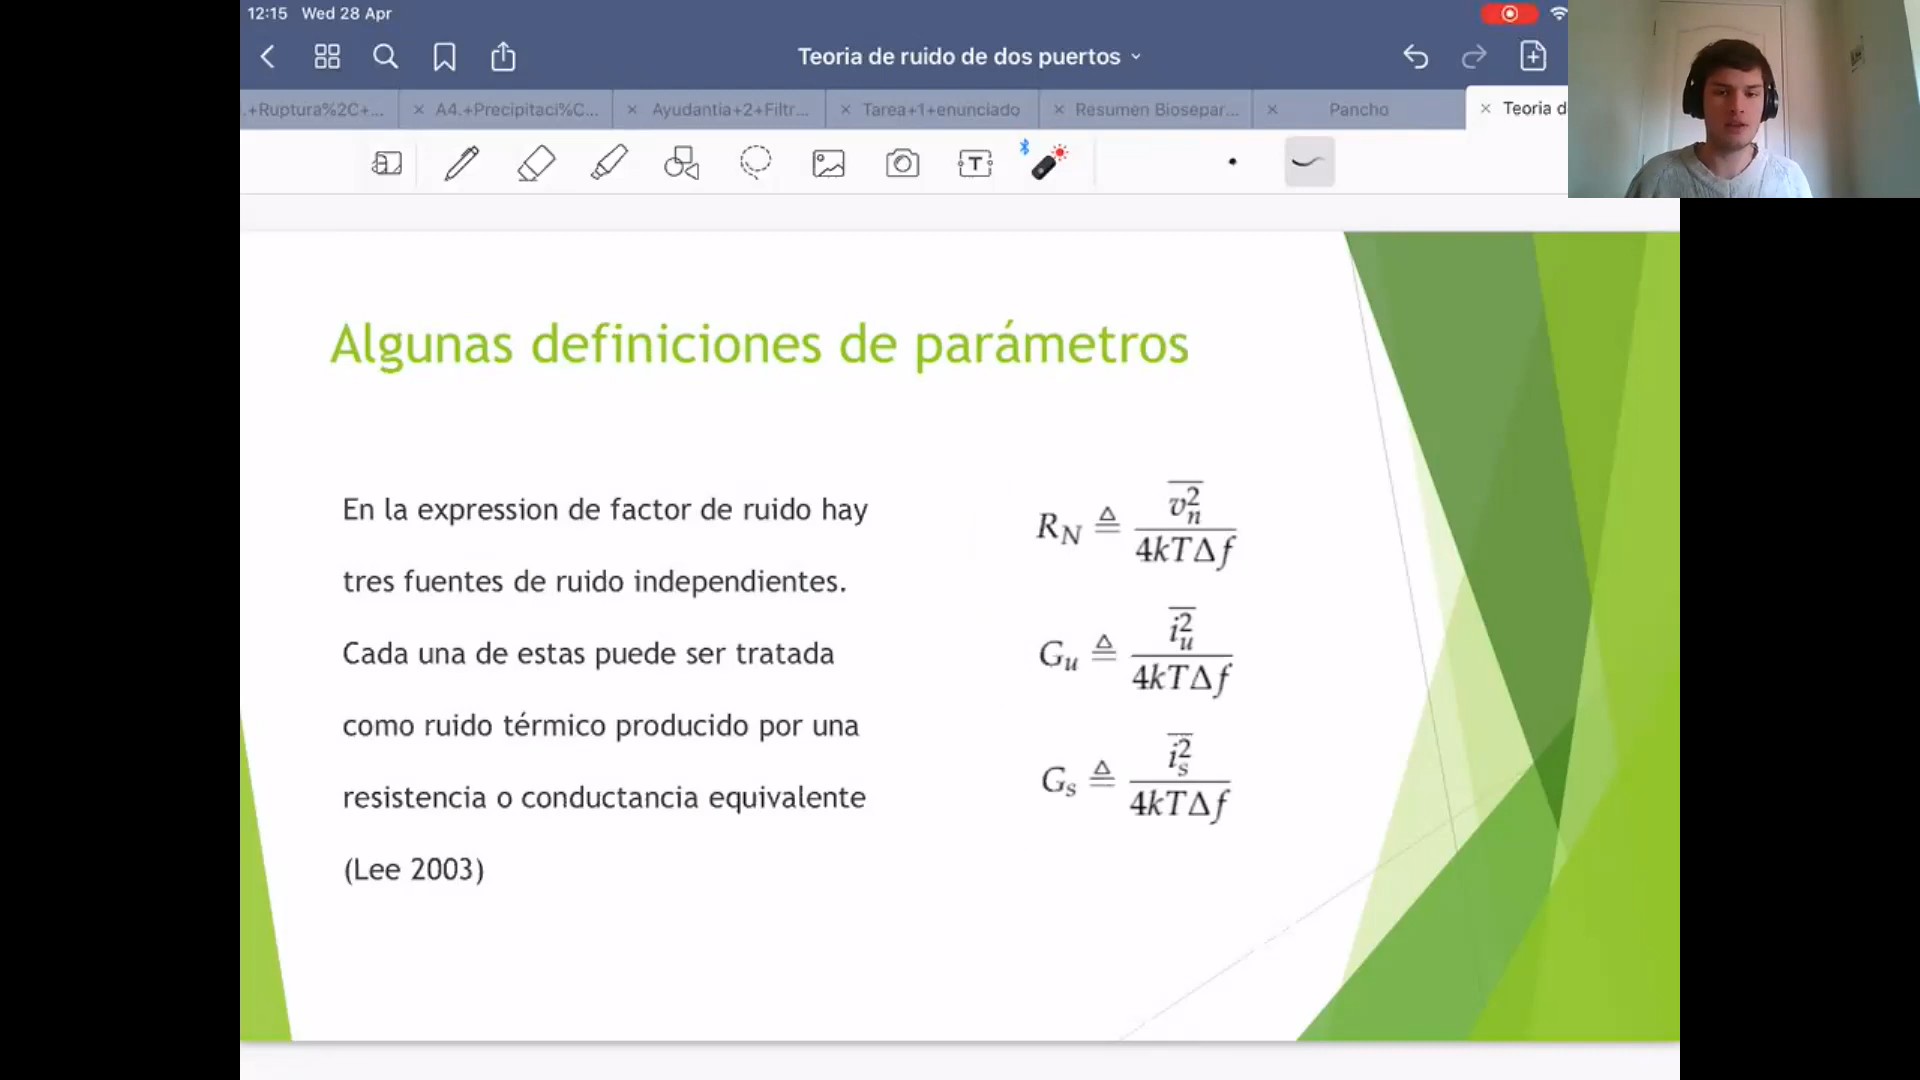 12:15 Wed 28 Apr
Teoria de ruido de dos puertos
.+Ruptura%2C+...
A4.+Precipitaci%C...
Ayudantia+2+Filtr...
Tarea+1+enunciado
Resumen Biosepar...
Pancho
Teoria d
T
Algunas definiciones de parámetros
En la expression de factor de ruido hay
tres fuentes de ruido independientes.
Cada una de estas puede ser tratada
como ruido térmico producido por una
resistencia o conductancia equivalente
(Lee 2003)
R_N ≜ \frac{\overline{v_n^2}}{4kTΔf}
G_u ≜ \frac{\overline{i_u^2}}{4kTΔf}
G_s ≜ \frac{\overline{i_s^2}}{4kTΔf}